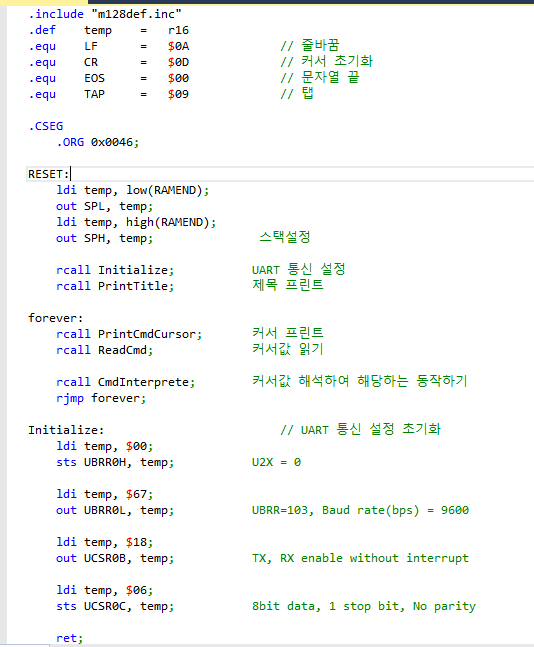 .include "m128def.inc"
.def    temp    =   r16
.equ    LF      =   $0A             // 줄바꿈
.equ    CR      =   $0D             // 커서 초기화
.equ    EOS     =   $00             // 문자열 끝
.equ    TAP     =   $09             // 탭
.CSEG
    .ORG 0x0046;
RESET:
    ldi temp, low(RAMEND);
    out SPL, temp;
    ldi temp, high(RAMEND);
    out SPH, temp;               스택설정
    rcall Initialize;           UART 통신 설정
    rcall PrintTitle;           제목 프린트
forever:
    rcall PrintCmdCursor;       커서 프린트
    rcall ReadCmd;              커서값 읽기
    rcall CmdInterprete;        커서값 해석하여 해당하는 동작하기
    rjmp forever;
Initialize:                         // UART 통신 설정 초기화
    ldi temp, $00;
    sts UBRR0H, temp;           U2X = 0
    ldi temp, $67;
    out UBRR0L, temp;           UBRR=103, Baud rate(bps) = 9600
    ldi temp, $18;
    out UCSR0B, temp;           TX, RX enable without interrupt
    ldi temp, $06;
    sts UCSR0C, temp;           8bit data, 1 stop bit, No parity
    ret;